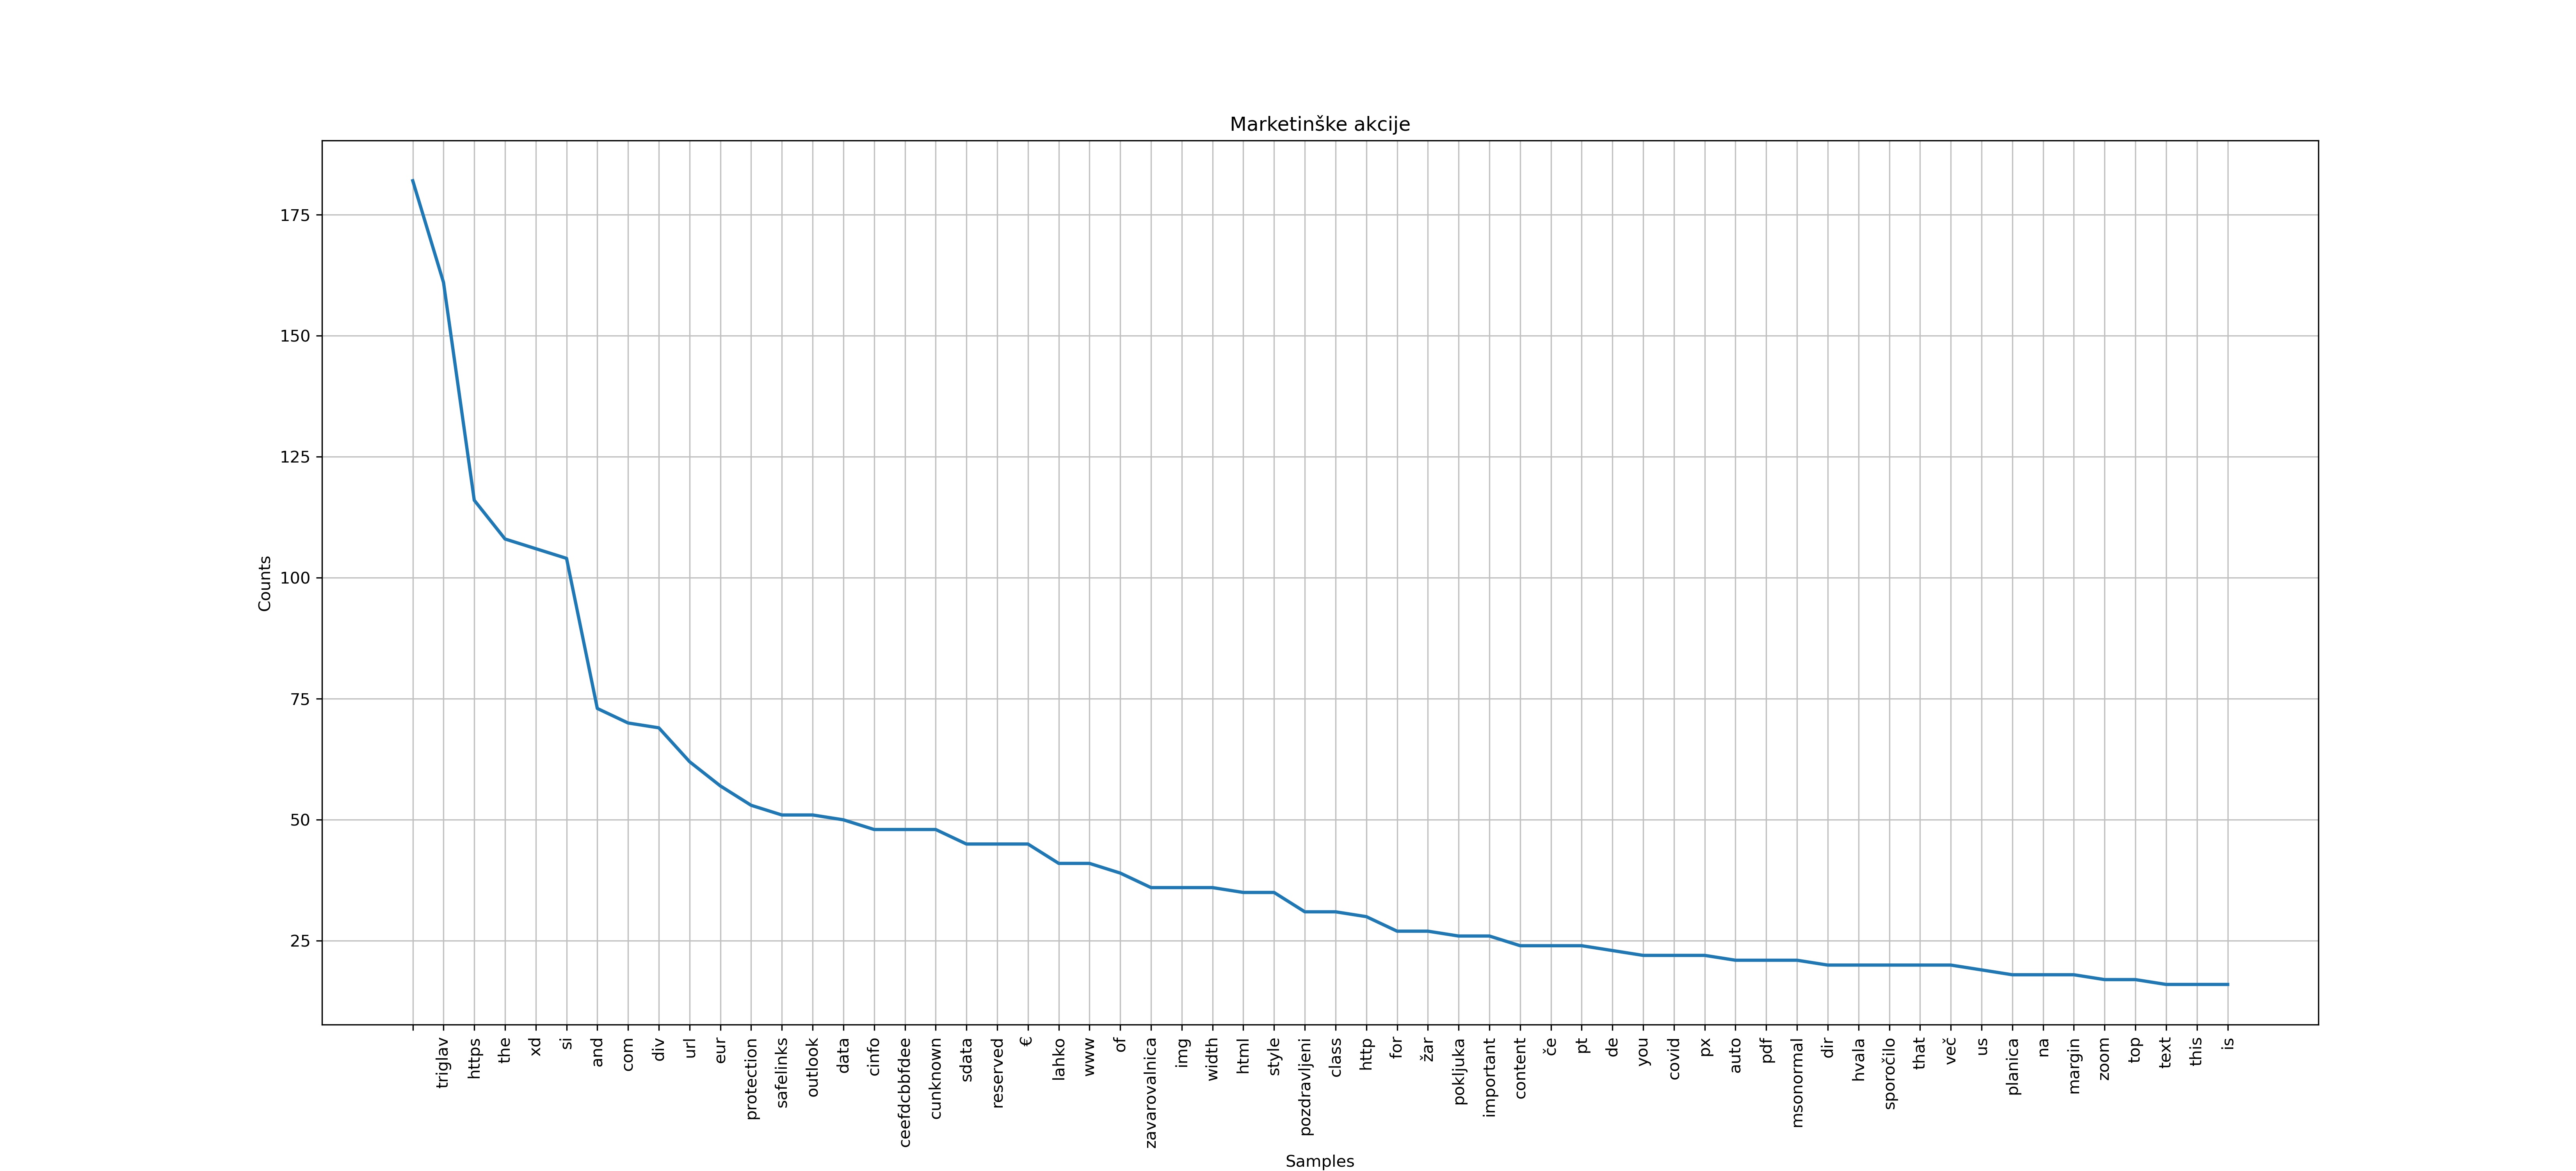 Marketinške akcije
175
150
125
100
75
50
25
Counts
triglav
https
the
xd
si
and
com
div
url
eur
protection
safelinks
outlook
data
cinfo
ceefdcbbfdee
cunknown
sdata
reserved
€
lahko
www
of
zavarovalnica
img
width
html
style
pozdravljeni
class
http
for
žar
pokljuka
important
content
če
pt
de
you
covid
px
auto
pdf
msonormal
dir
hvala
sporočilo
that
več
us
planica
na
margin
zoom
top
text
this
is
Samples